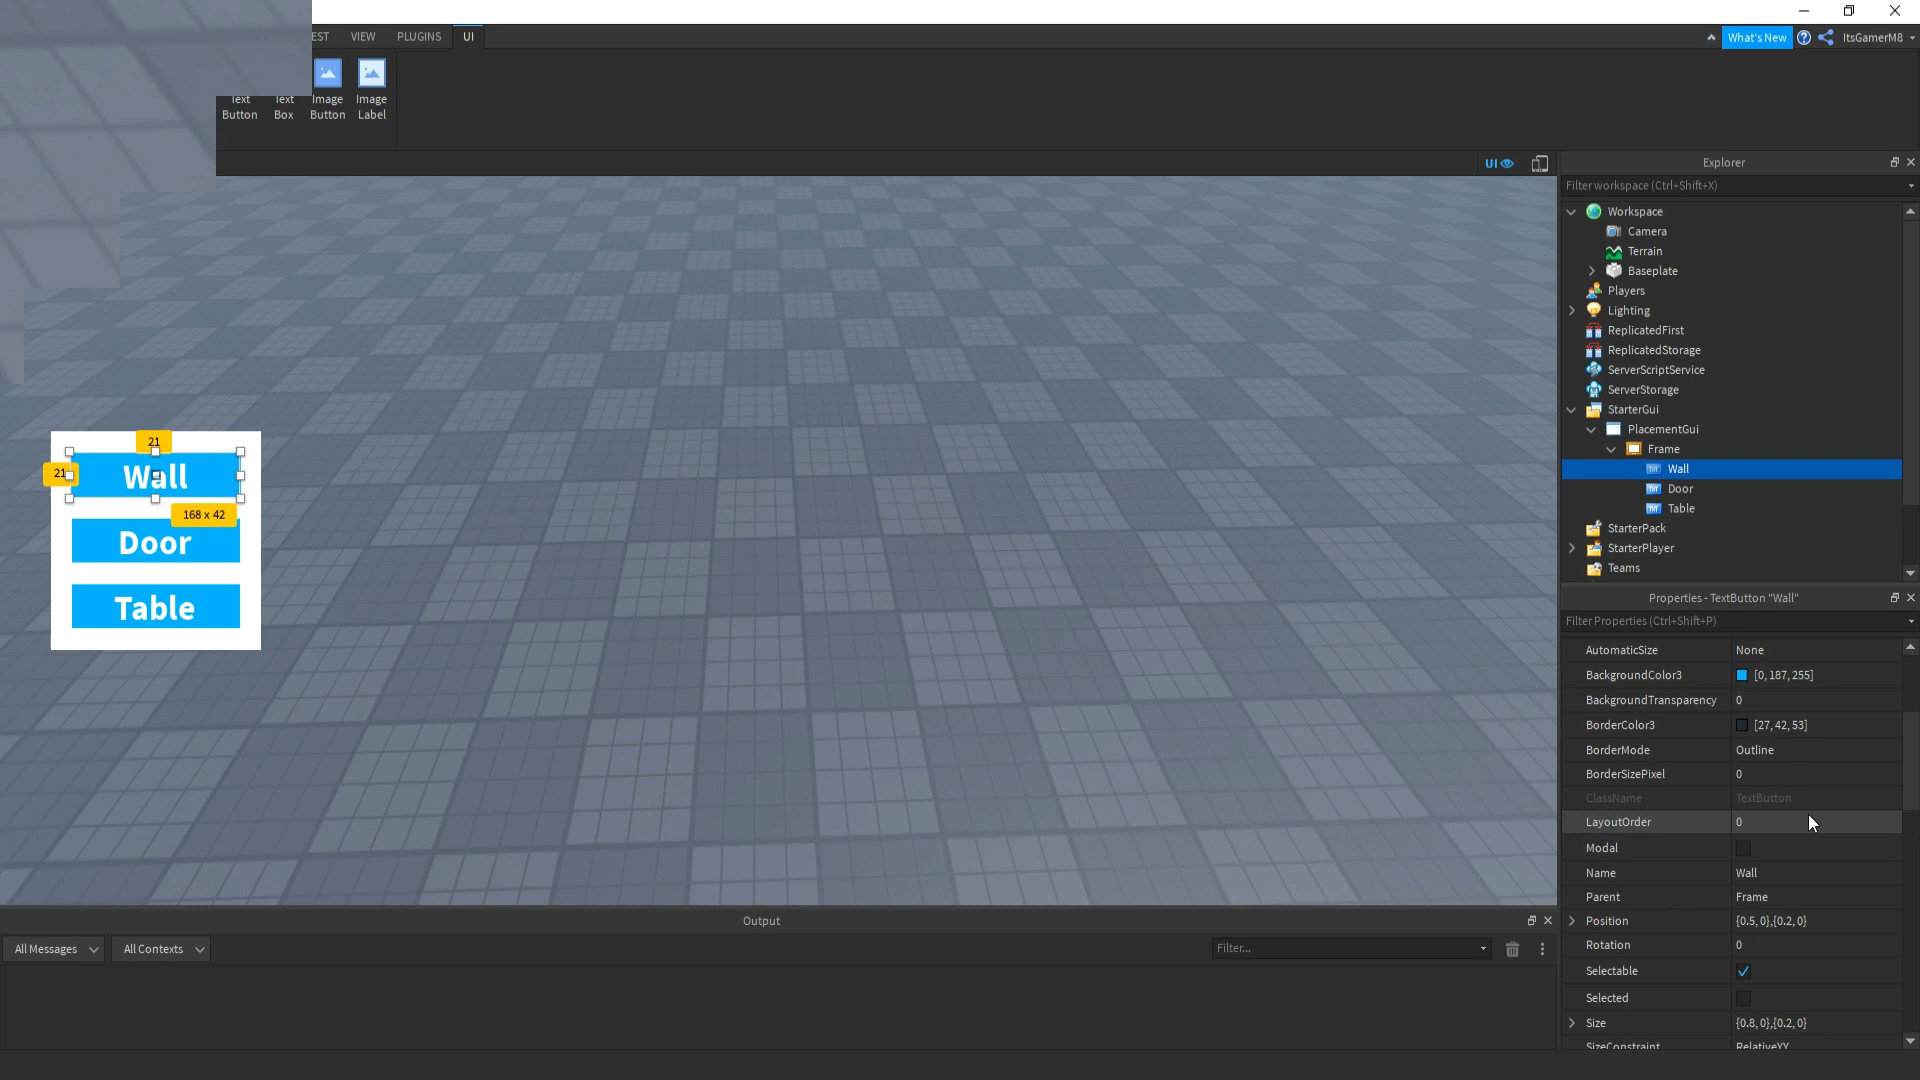 EST VIEW PLUGINS UI
What's New ItsGamerM8
Text Button Text Box Image Button Image Label
UI
Explorer
Filter workspace (Ctrl+Shift+X)
Workspace
Camera
Terrain
Baseplate
Players
Lighting
ReplicatedFirst
ReplicatedStorage
ServerScriptService
ServerStorage
StarterGui
PlacementGui
Frame
Wall
Door
Table
StarterPack
StarterPlayer
Teams
21
21
Wall
168 x 42
Door
Table
Properties - TextButton "Wall"
Filter Properties (Ctrl+Shift+P)
AutomaticSize None
BackgroundColor3 [0, 187, 255]
BackgroundTransparency 0
BorderColor3 [27, 42, 53]
BorderMode Outline
BorderSizePixel 0
ClassName TextButton
LayoutOrder 0
Modal
Name Wall
Parent Frame
Position {0.5, 0},{0.2, 0}
Rotation 0
Selectable
Selected
Size {0.8, 0},{0.2, 0}
SizeConstraint RelativeYY
Output
All Messages All Contexts Filter...